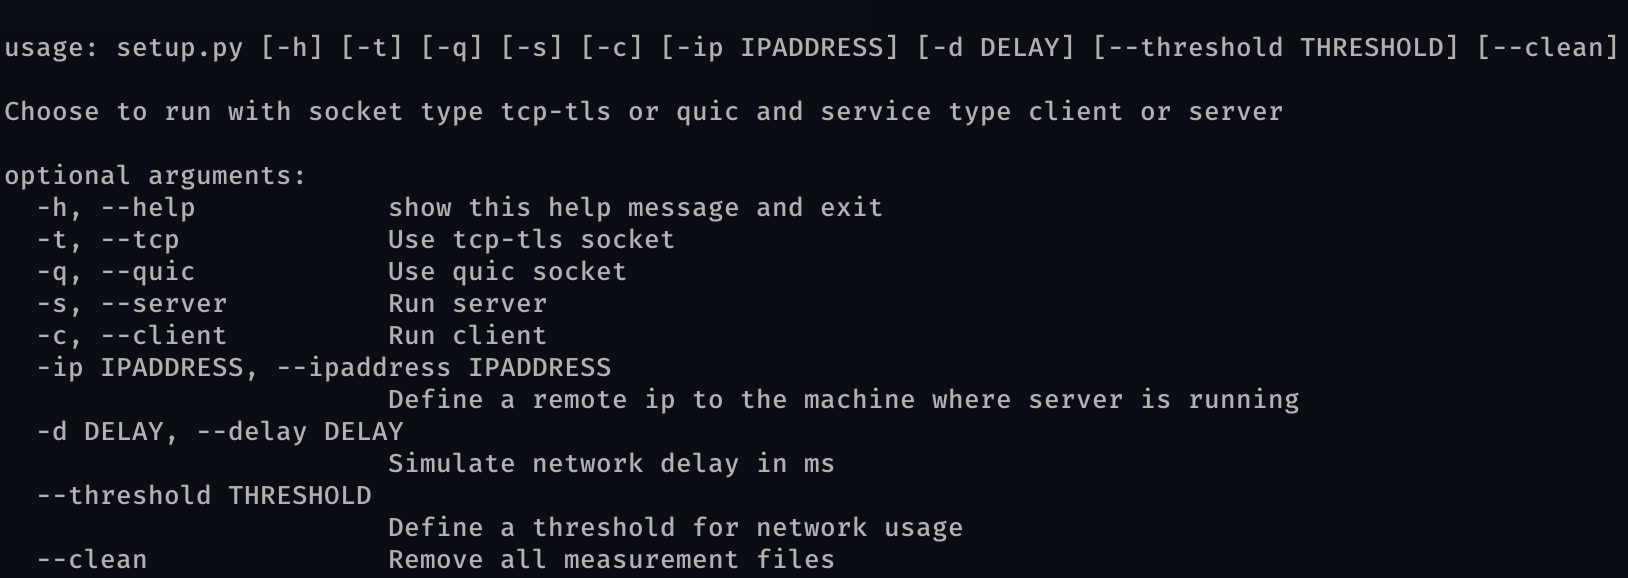 usage: setup.py [-h] [-t] [-q] [-s] [-c] [-ip IPADDRESS] [-d DELAY] [--threshold THRESHOLD] [--clean]
Choose to run with socket type tcp-tls or quic and service type client or server
optional arguments:
-h, --help show this help message and exit
-t, --tcp Use tcp-tls socket
-q, --quic Use quic socket
-s, --server Run server
-c, --client Run client
-ip IPADDRESS, --ipaddress IPADDRESS
Define a remote ip to the machine where server is running
-d DELAY, --delay DELAY
Simulate network delay in ms
--threshold THRESHOLD
Define a threshold for network usage
--clean Remove all measurement files